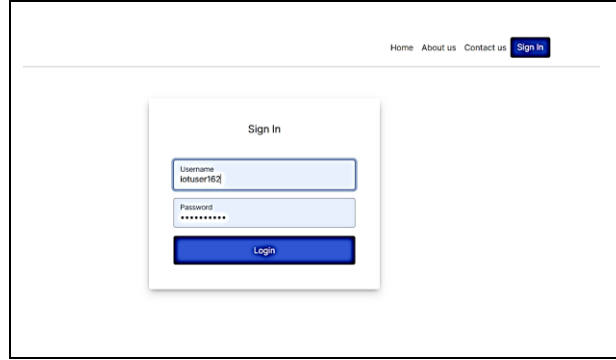 Home About us Contact us Sign In
Sign In
Username
iotuser162
Password
••••••••••
Login